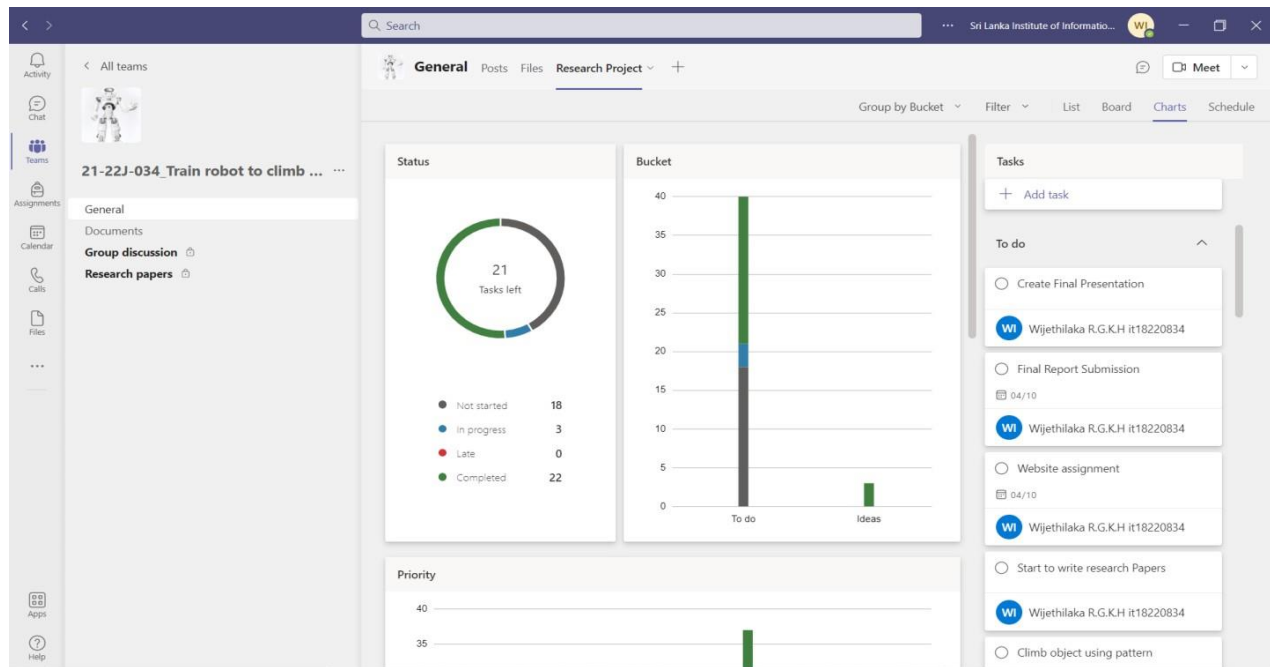 Search
... Sri Lanka Institute of Informatio... WI
Activity
Chat
Teams
Assignments
Calendar
Calls
Files
...
Apps
Help
All teams
21-22J-034_Train robot to climb ... ...
General
Documents
Group discussion
Research papers
General Posts Files Research Project
Meet
Group by Bucket Filter List Board Charts Schedule
Status
21
Tasks left
Not started 18
In progress 3
Late 0
Completed 22
Bucket
40
35
30
25
20
15
10
5
0
To do Ideas
Priority
40
35
Tasks
+ Add task
To do
Create Final Presentation
WI Wijethilaka R.G.K.H it18220834
Final Report Submission
04/10
WI Wijethilaka R.G.K.H it18220834
Website assignment
04/10
WI Wijethilaka R.G.K.H it18220834
Start to write research Papers
WI Wijethilaka R.G.K.H it18220834
Climb object using pattern